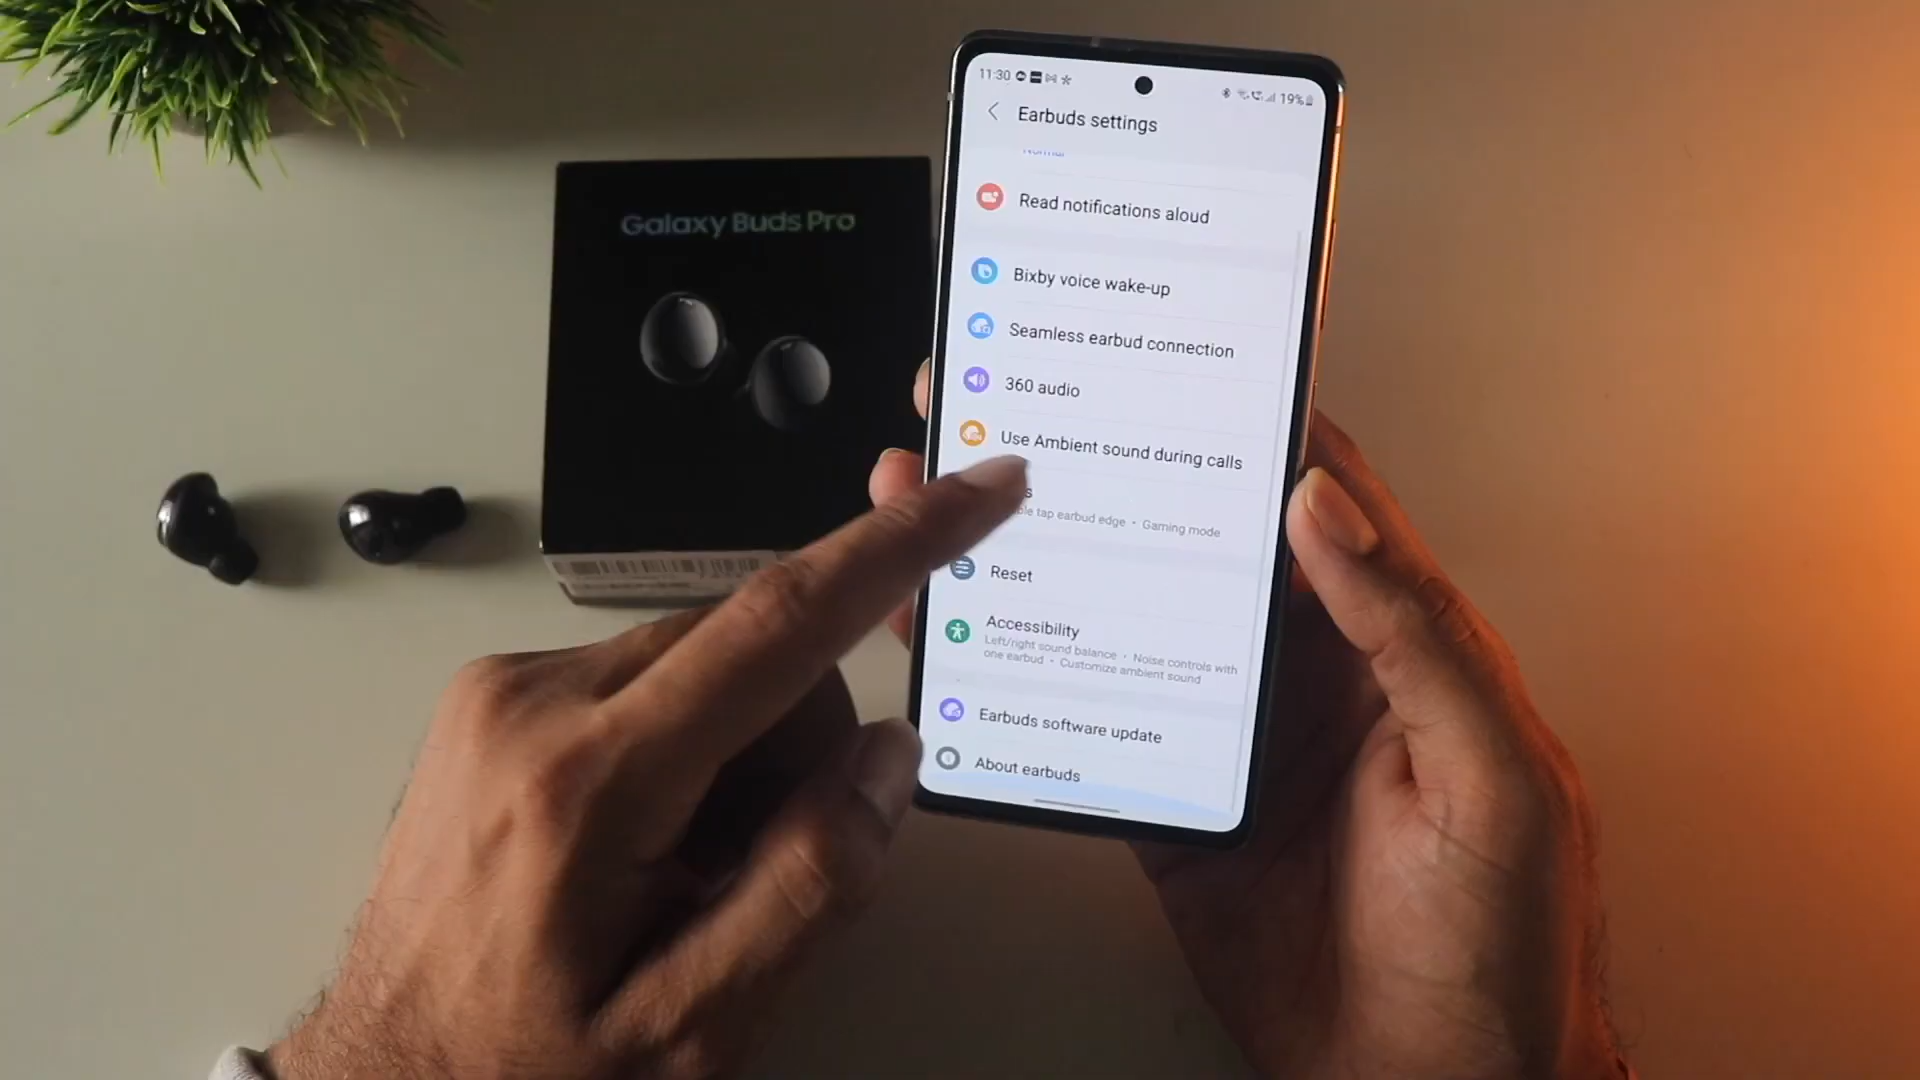 Galaxy Buds Pro
11:30
19%
Earbuds settings
Normal
Read notifications aloud
Bixby voice wake-up
Seamless earbud connection
360 audio
Use Ambient sound during calls
tap earbud edge • Gaming mode
Reset
Accessibility
Left/right sound balance • Noise controls with
one earbud • Customize ambient sound
Earbuds software update
About earbuds